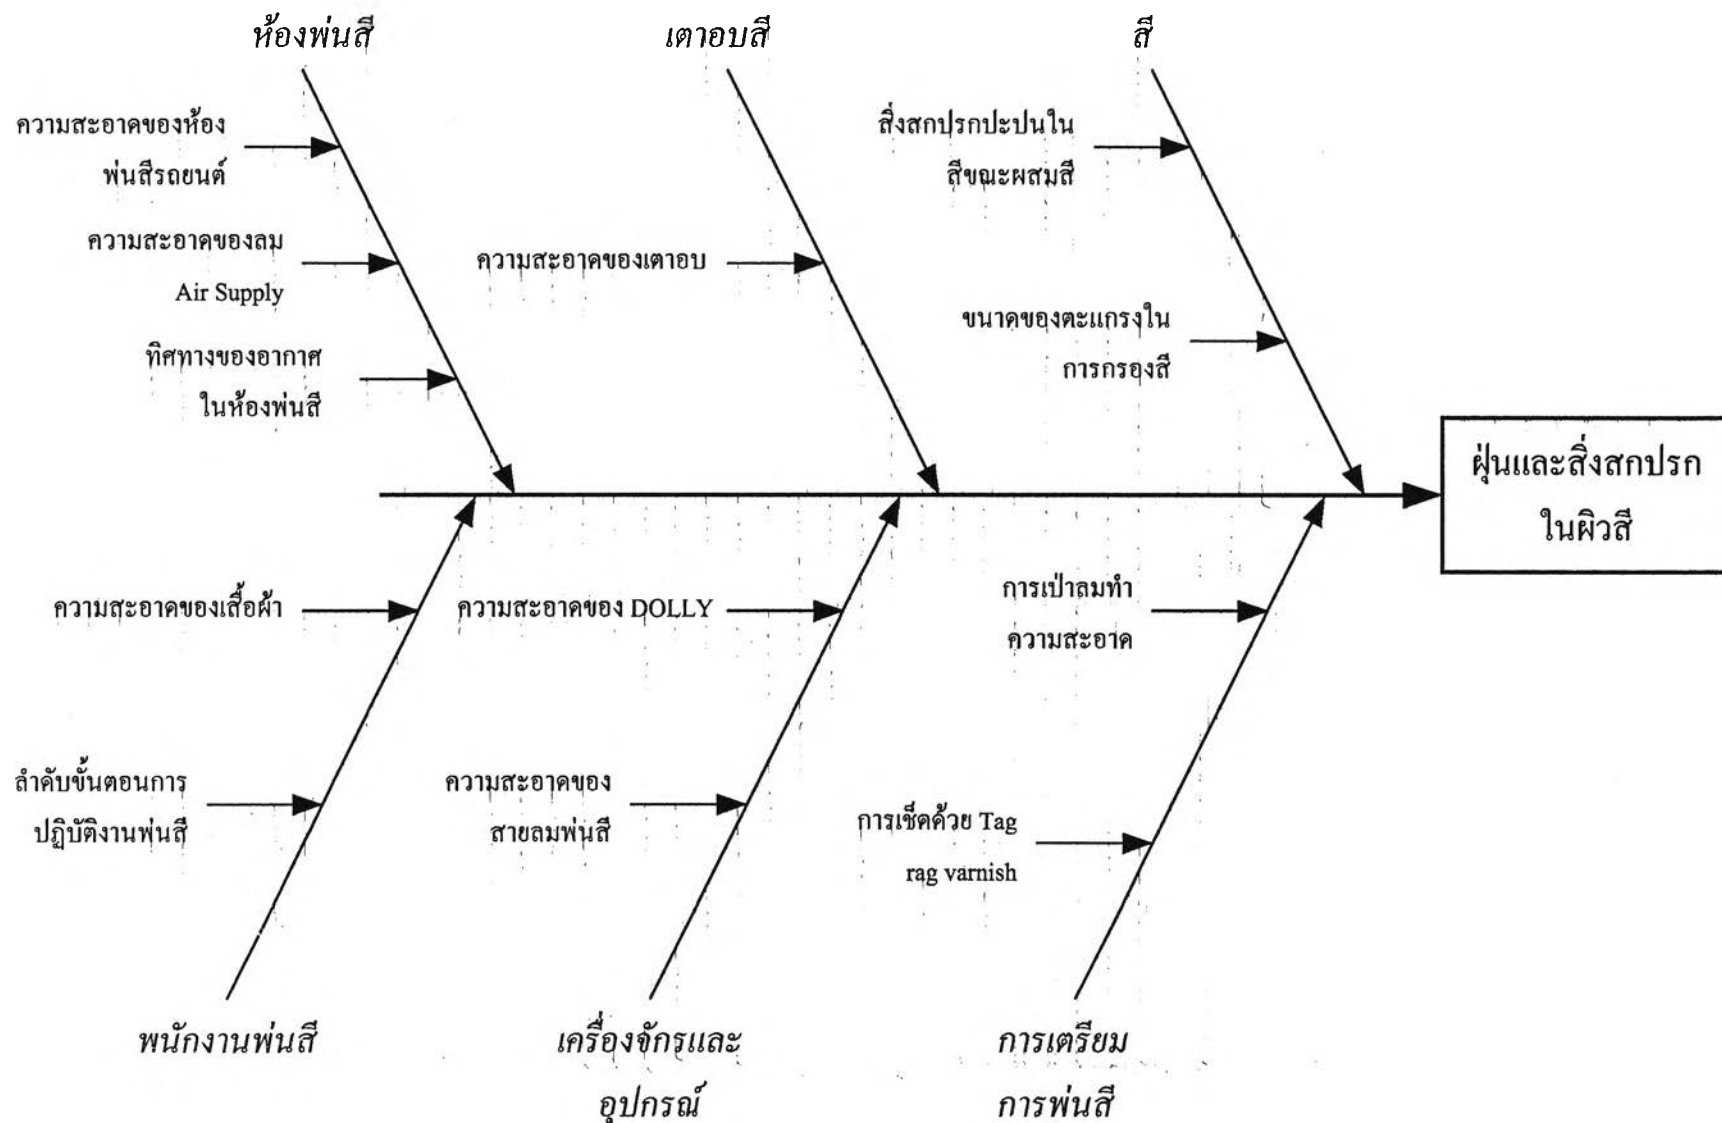 ห้องพ่นสี
เตาอบสี
สี
ความสะอาดของห้อง
พ่นสีรถยนต์
ความสะอาดของลม
Air Supply
ทิศทางของอากาศ
ในห้องพ่นสี
ความสะอาดของเตาอบ
สิ่งสกปรกปะปนใน
สีขณะผสมสี
ขนาดของตะแกรงใน
การกรองสี
ฝุ่นและสิ่งสกปรก
ในผิวสี
ความสะอาดของเสื้อผ้า
ลำดับขั้นตอนการ
ปฏิบัติงานพ่นสี
ความสะอาดของ DOLLY
ความสะอาดของ
สายลมพ่นสี
การเป่าลมทำ
ความสะอาด
การเช็ดด้วย Tag
rag varnish
พนักงานพ่นสี
เครื่องจักรและ
อุปกรณ์
การเตรียม
การพ่นสี